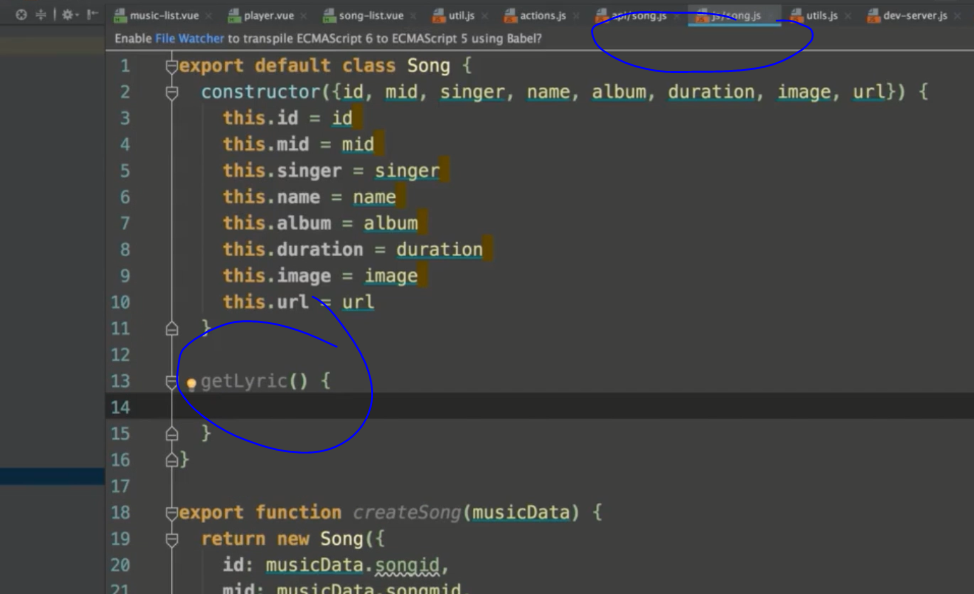 music-list.vue player.vue song-list.vue util.js actions.js api/song.js js/song.js utils.js dev-server.js
Enable File Watcher to transpile ECMAScript 6 to ECMAScript 5 using Babel?
1 export default class Song {
2 constructor({id, mid, singer, name, album, duration, image, url}) {
3 this.id = id
4 this.mid = mid
5 this.singer = singer
6 this.name = name
7 this.album = album
8 this.duration = duration
9 this.image = image
10 this.url = url
11 }
12
13 getLyric() {
14
15 }
16 }
17
18 export function createSong(musicData) {
19 return new Song({
20 id: musicData.songid,
21 mid: musicData.songmid,